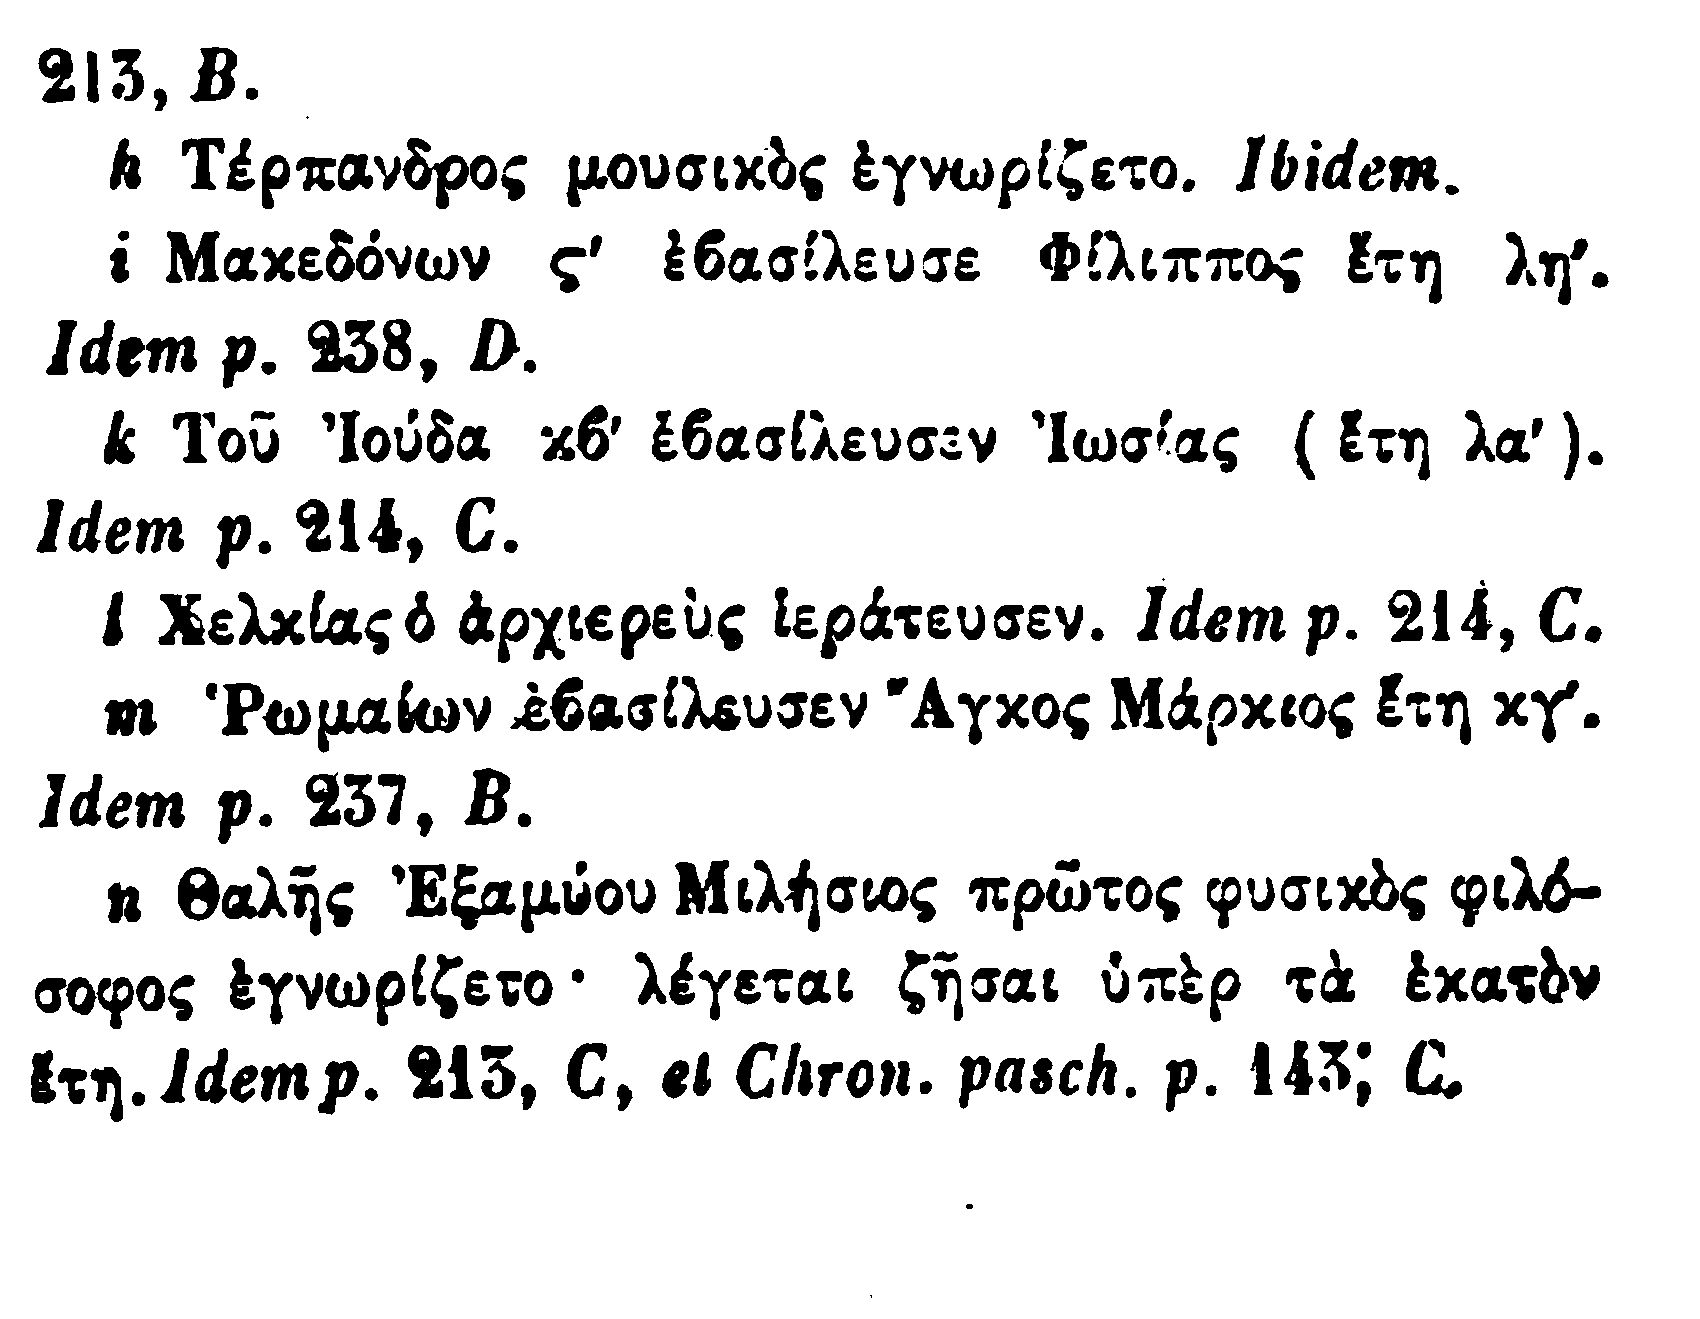 213, B.
h Τέρπανδρος μουσικὸς ἐγνωρίζετο. Ibidem.
i Μακεδόνων ς′ ἐϐασίλευσε Φίλιππος ἔτη λη′.
Idem p. 238, D.
k Τοῦ Ἰούδα κϐ′ ἐϐασίλευσεν Ἰωσίας ( ἔτη λα′ ).
Idem p. 214, C.
l Χελκίας ὁ ἀρχιερεὺς ἱεράτευσεν. Idem p. 214, C.
m Ῥωμαίων ἐϐασίλευσεν Ἄγκος Μάρκιος ἔτη κγ′.
Idem p. 237, B.
n Θαλῆς Ἐξαμύου Μιλήσιος πρῶτος φυσικὸς φιλό-
σοφος ἐγνωρίζετο · λέγεται ζῆσαι ὑπὲρ τὰ ἑκατὸν
ἔτη. Idem p. 213, C, et Chron. pasch. p. 143; C.